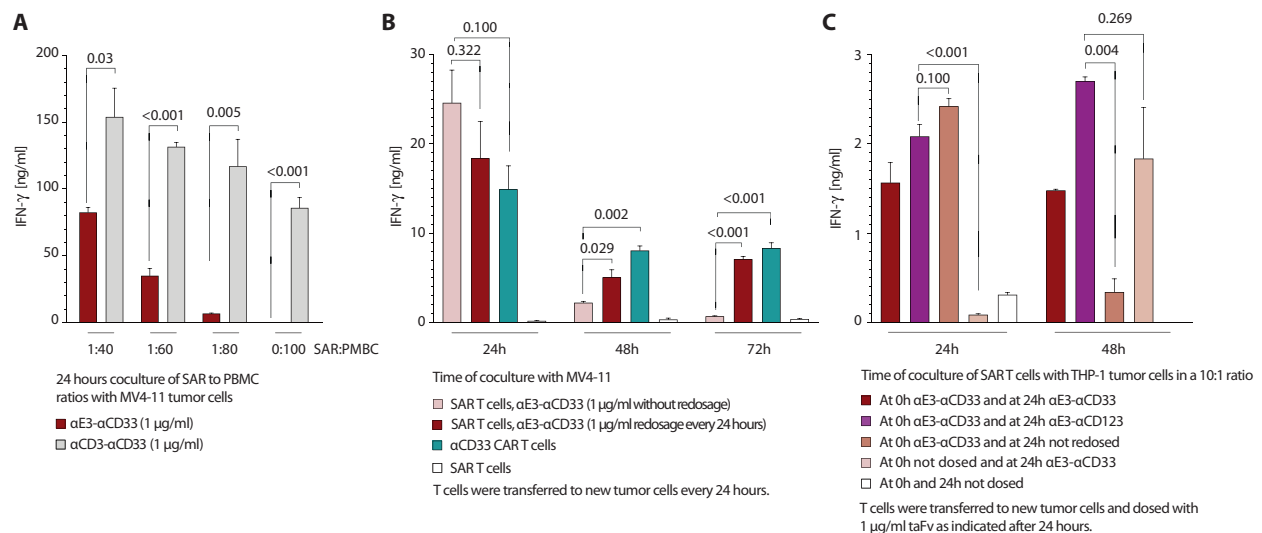 A
200
150
100
50
0
IFN-γ [ng/ml]
0.03
<0.001
0.005
<0.001
1:40
1:60
1:80
0:100
SAR:PMBC
24 hours coculture of SAR to PBMC
ratios with MV4-11 tumor cells
αE3-αCD33 (1 μg/ml)
αCD3-αCD33 (1 μg/ml)
B
30
20
10
0
IFN-γ [ng/ml]
0.100
0.322
0.002
0.029
<0.001
<0.001
24h
48h
72h
Time of coculture with MV4-11
SAR T cells, αE3-αCD33 (1 μg/ml without redosage)
SAR T cells, αE3-αCD33 (1 μg/ml redosage every 24 hours)
αCD33 CAR T cells
SAR T cells
T cells were transferred to new tumor cells every 24 hours.
C
3
2
1
0
IFN-γ [ng/ml]
<0.001
0.100
0.269
0.004
24h
48h
Time of coculture of SAR T cells with THP-1 tumor cells in a 10:1 ratio
At 0h αE3-αCD33 and at 24h αE3-αCD33
At 0h αE3-αCD33 and at 24h αE3-αCD123
At 0h αE3-αCD33 and at 24h not redosed
At 0h not dosed and at 24h αE3-αCD33
At 0h and 24h not dosed
T cells were transferred to new tumor cells and dosed with
1 μg/ml taFv as indicated after 24 hours.